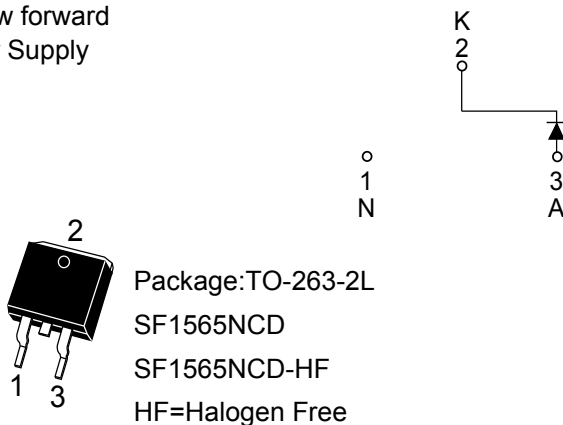 w forward
Supply
K
2
1
N
3
A
2
1
3
Package:TO-263-2L
SF1565NCD
SF1565NCD-HF
HF=Halogen Free